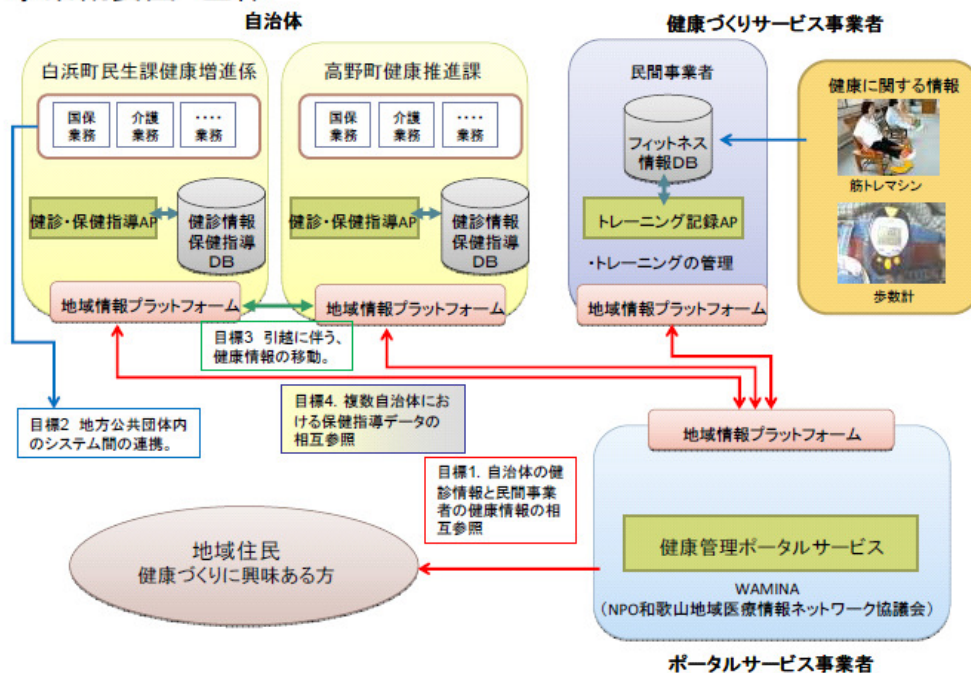 自治体
健康づくりサービス事業者
白浜町民生課健康増進係
国保
業務
介護
業務
‥‥
業務
健診・保健指導AP
健診情報
保健指導
DB
地域情報プラットフォーム
高野町健康推進課
国保
業務
介護
業務
‥‥
業務
健診・保健指導AP
健診情報
保健指導
DB
地域情報プラットフォーム
民間事業者
フィットネス
情報DB
トレーニング記録AP
・トレーニングの管理
地域情報プラットフォーム
健康に関する情報
筋トレマシン
歩数計
目標3 引越に伴う、
健康情報の移動。
目標2 地方公共団体内
のシステム間の連携。
目標4. 複数自治体にお
ける保健指導データの
相互参照
目標1. 自治体の健
診情報と民間事業
者の健康情報の相
互参照
地域情報プラットフォーム
健康管理ポータルサービス
WAMINA
（NPO和歌山地域医療情報ネットワーク協議会）
ポータルサービス事業者
地域住民
健康づくりに興味ある方